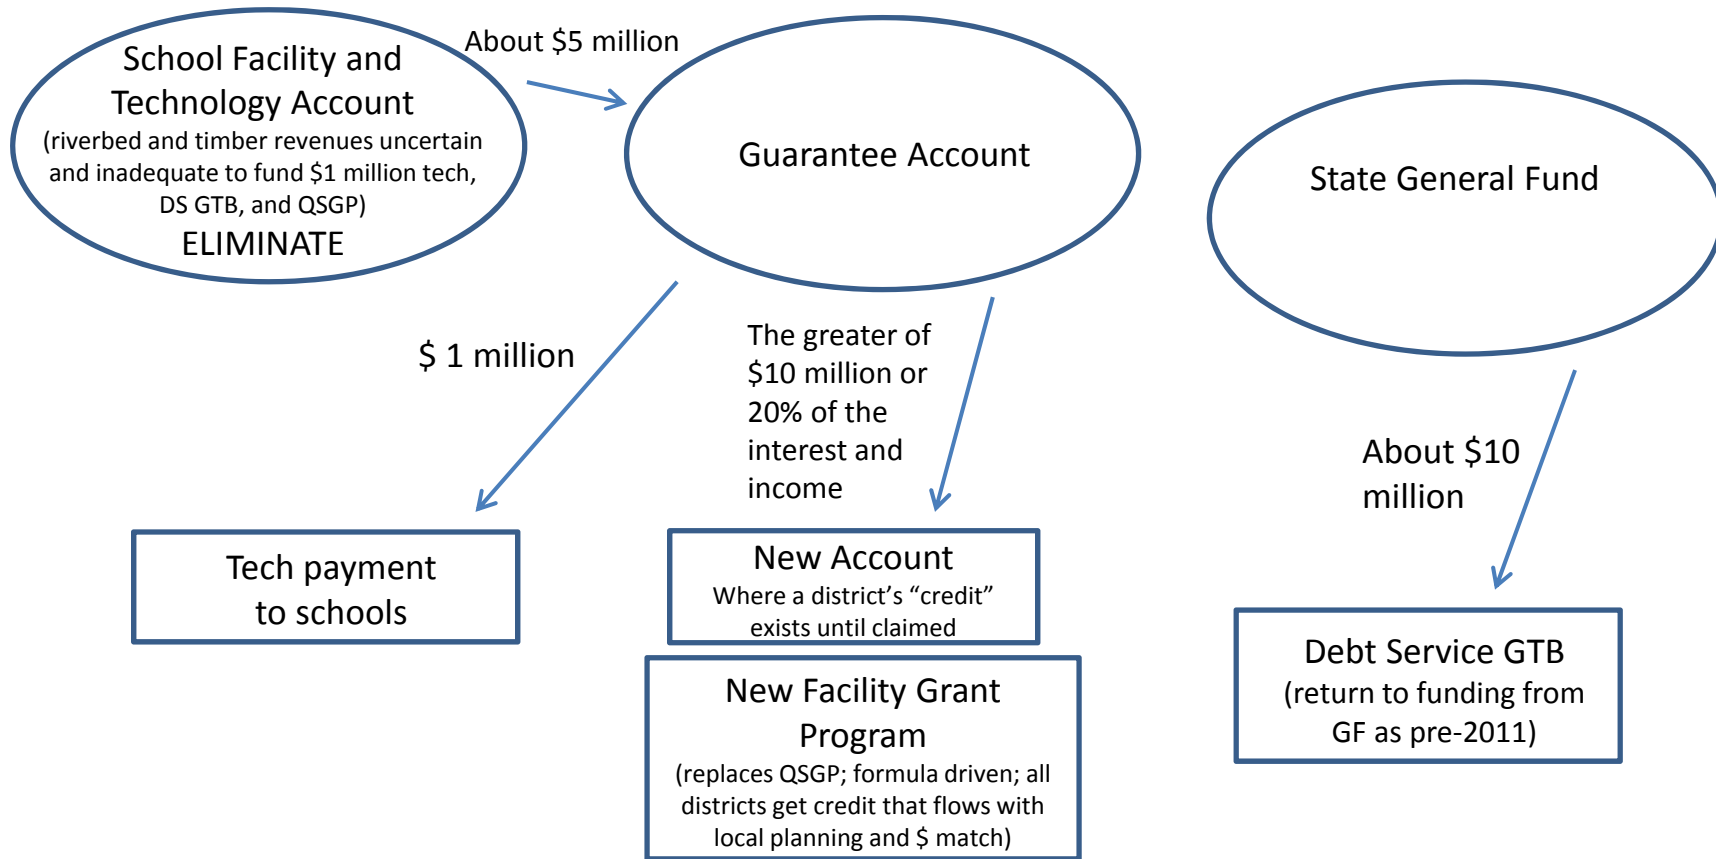 School Facility and
Technology Account
(riverbed and timber revenues uncertain
and inadequate to fund $1 million tech,
DS GTB, and QSGP)
ELIMINATE
About $5 million
Guarantee Account
State General Fund
$ 1 million
The greater of
$10 million or
20% of the
interest and
income
About $10
million
Tech payment
to schools
New Account
Where a district’s “credit”
exists until claimed
New Facility Grant
Program
(replaces QSGP; formula driven; all
districts get credit that flows with
local planning and $ match)
Debt Service GTB
(return to funding from
GF as pre-2011)